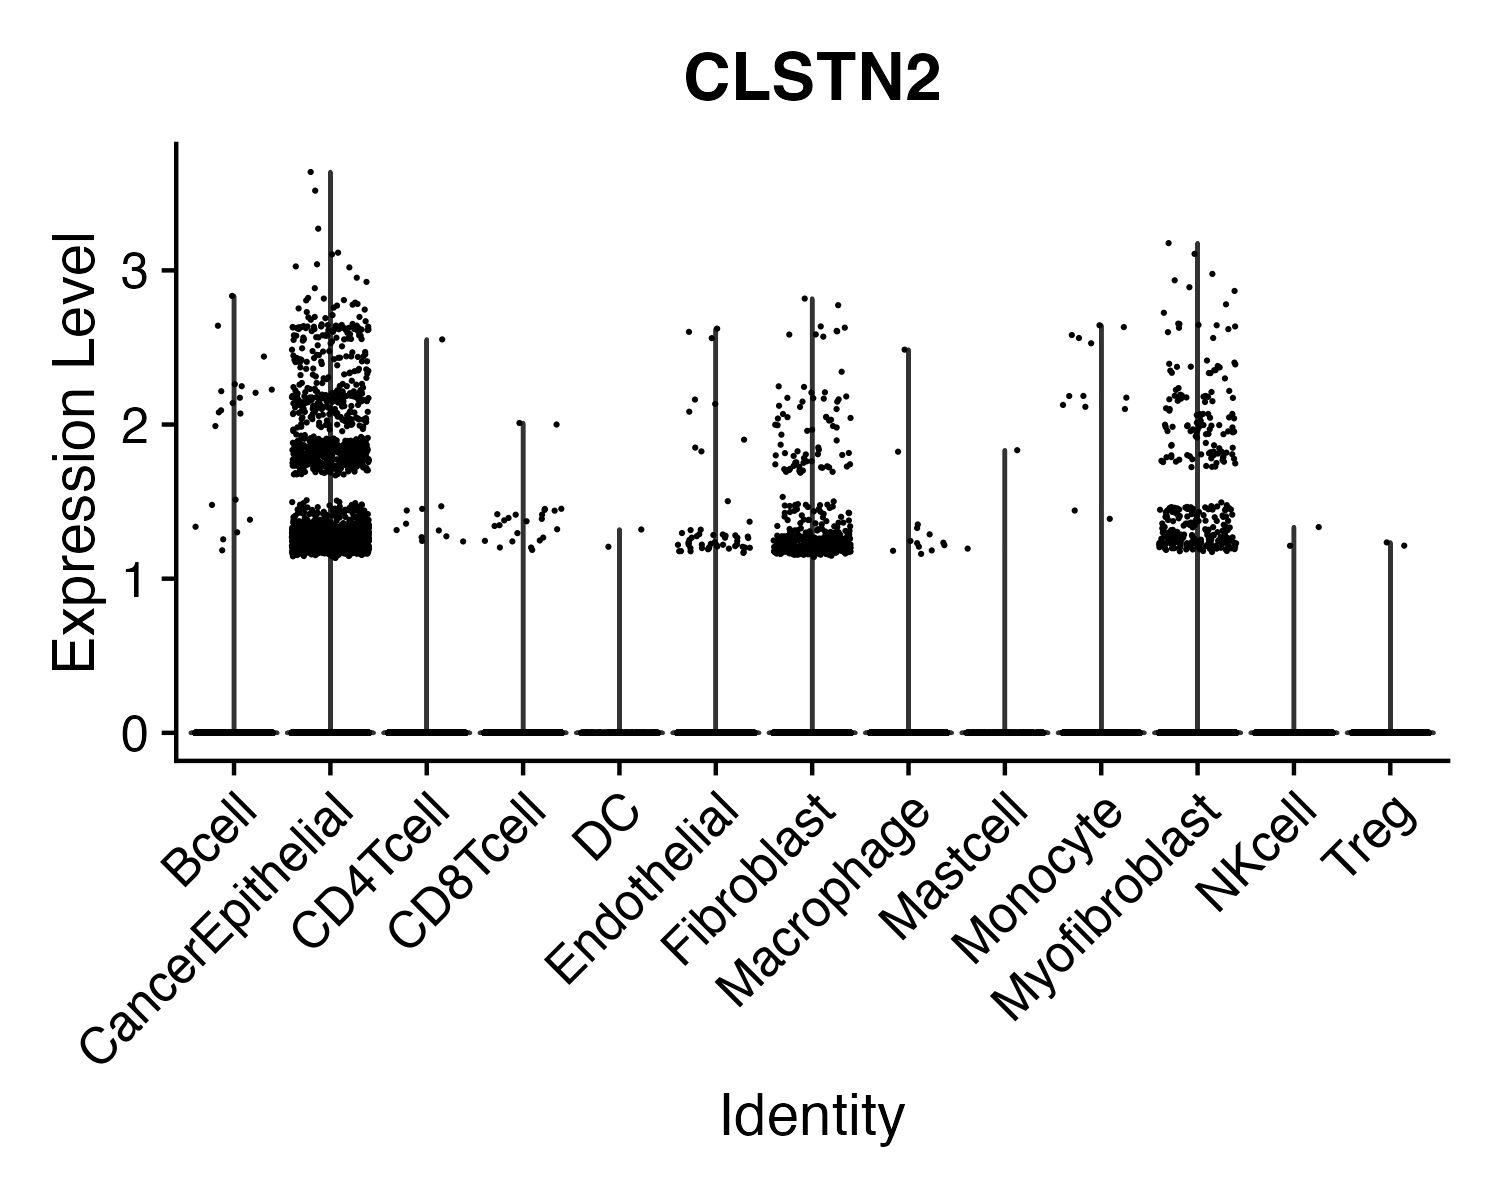 CLSTN2
Expression Level
3
2
1
0
Bcell
CancerEpithelial
CD4Tcell
CD8Tcell
DC
Endothelial
Fibroblast
Macrophage
Mastcell
Monocyte
Myofibroblast
NKcell
Treg
Identity